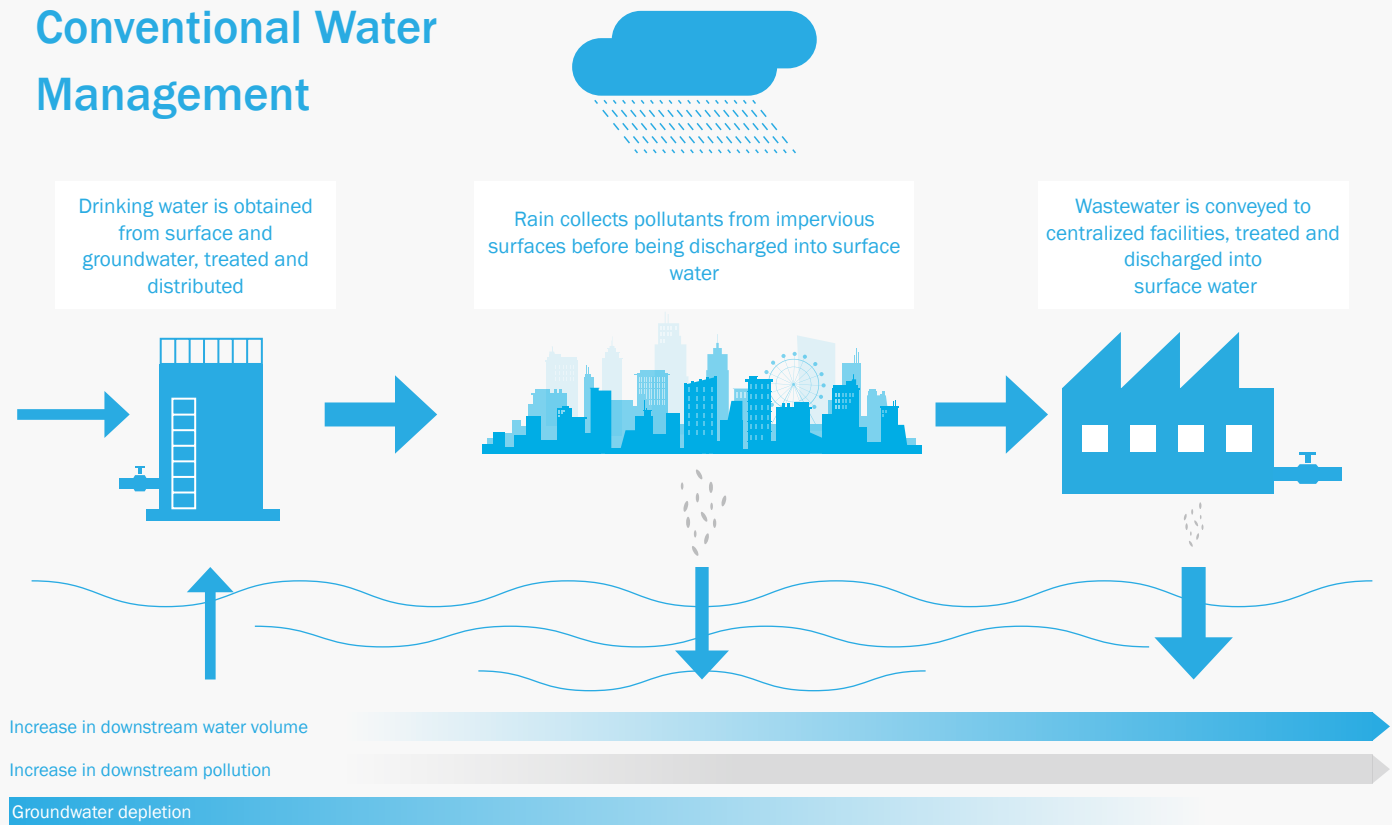 Conventional Water
Management
Drinking water is obtained
from surface and
groundwater, treated and
distributed
Rain collects pollutants from impervious
surfaces before being discharged into surface
water
Wastewater is conveyed to
centralized facilities, treated and
discharged into
surface water
Increase in downstream water volume
Increase in downstream pollution
Groundwater depletion